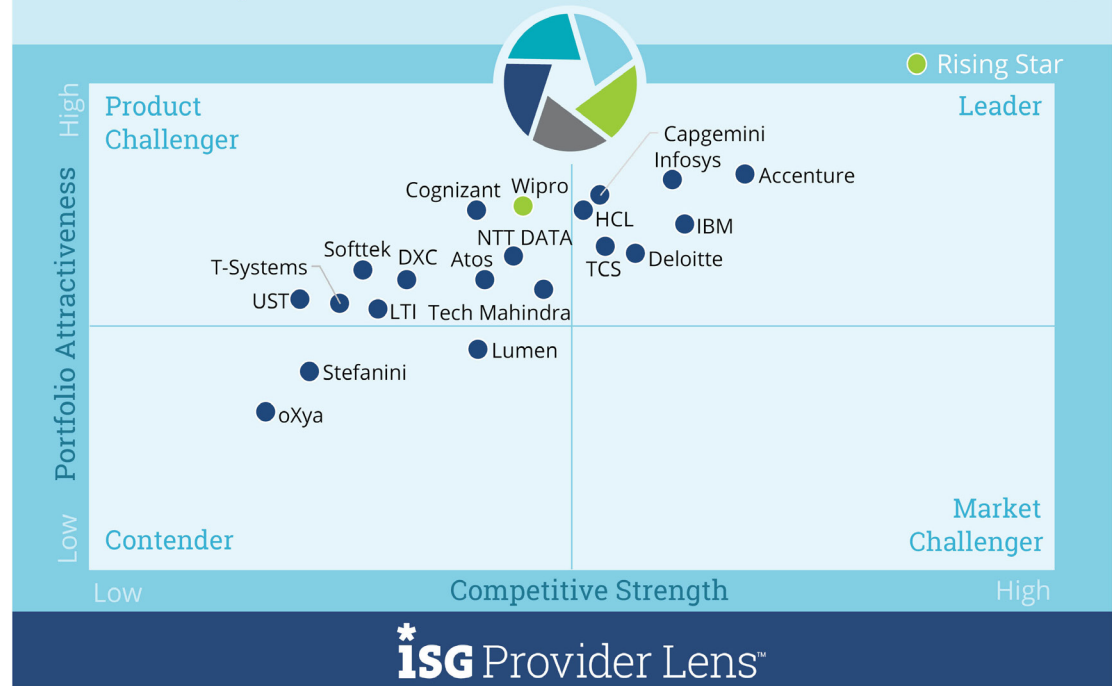 Rising Star
High
Product
Challenger
Leader
Capgemini
Infosys
Accenture
Cognizant
Wipro
HCL
IBM
NTT DATA
TCS
Deloitte
Softtek
DXC
Atos
T-Systems
UST
LTI
Tech Mahindra
Lumen
Stefanini
oXya
Portfolio Attractiveness
Low
Contender
Market
Challenger
Low
Competitive Strength
High
*iSG Provider Lens™